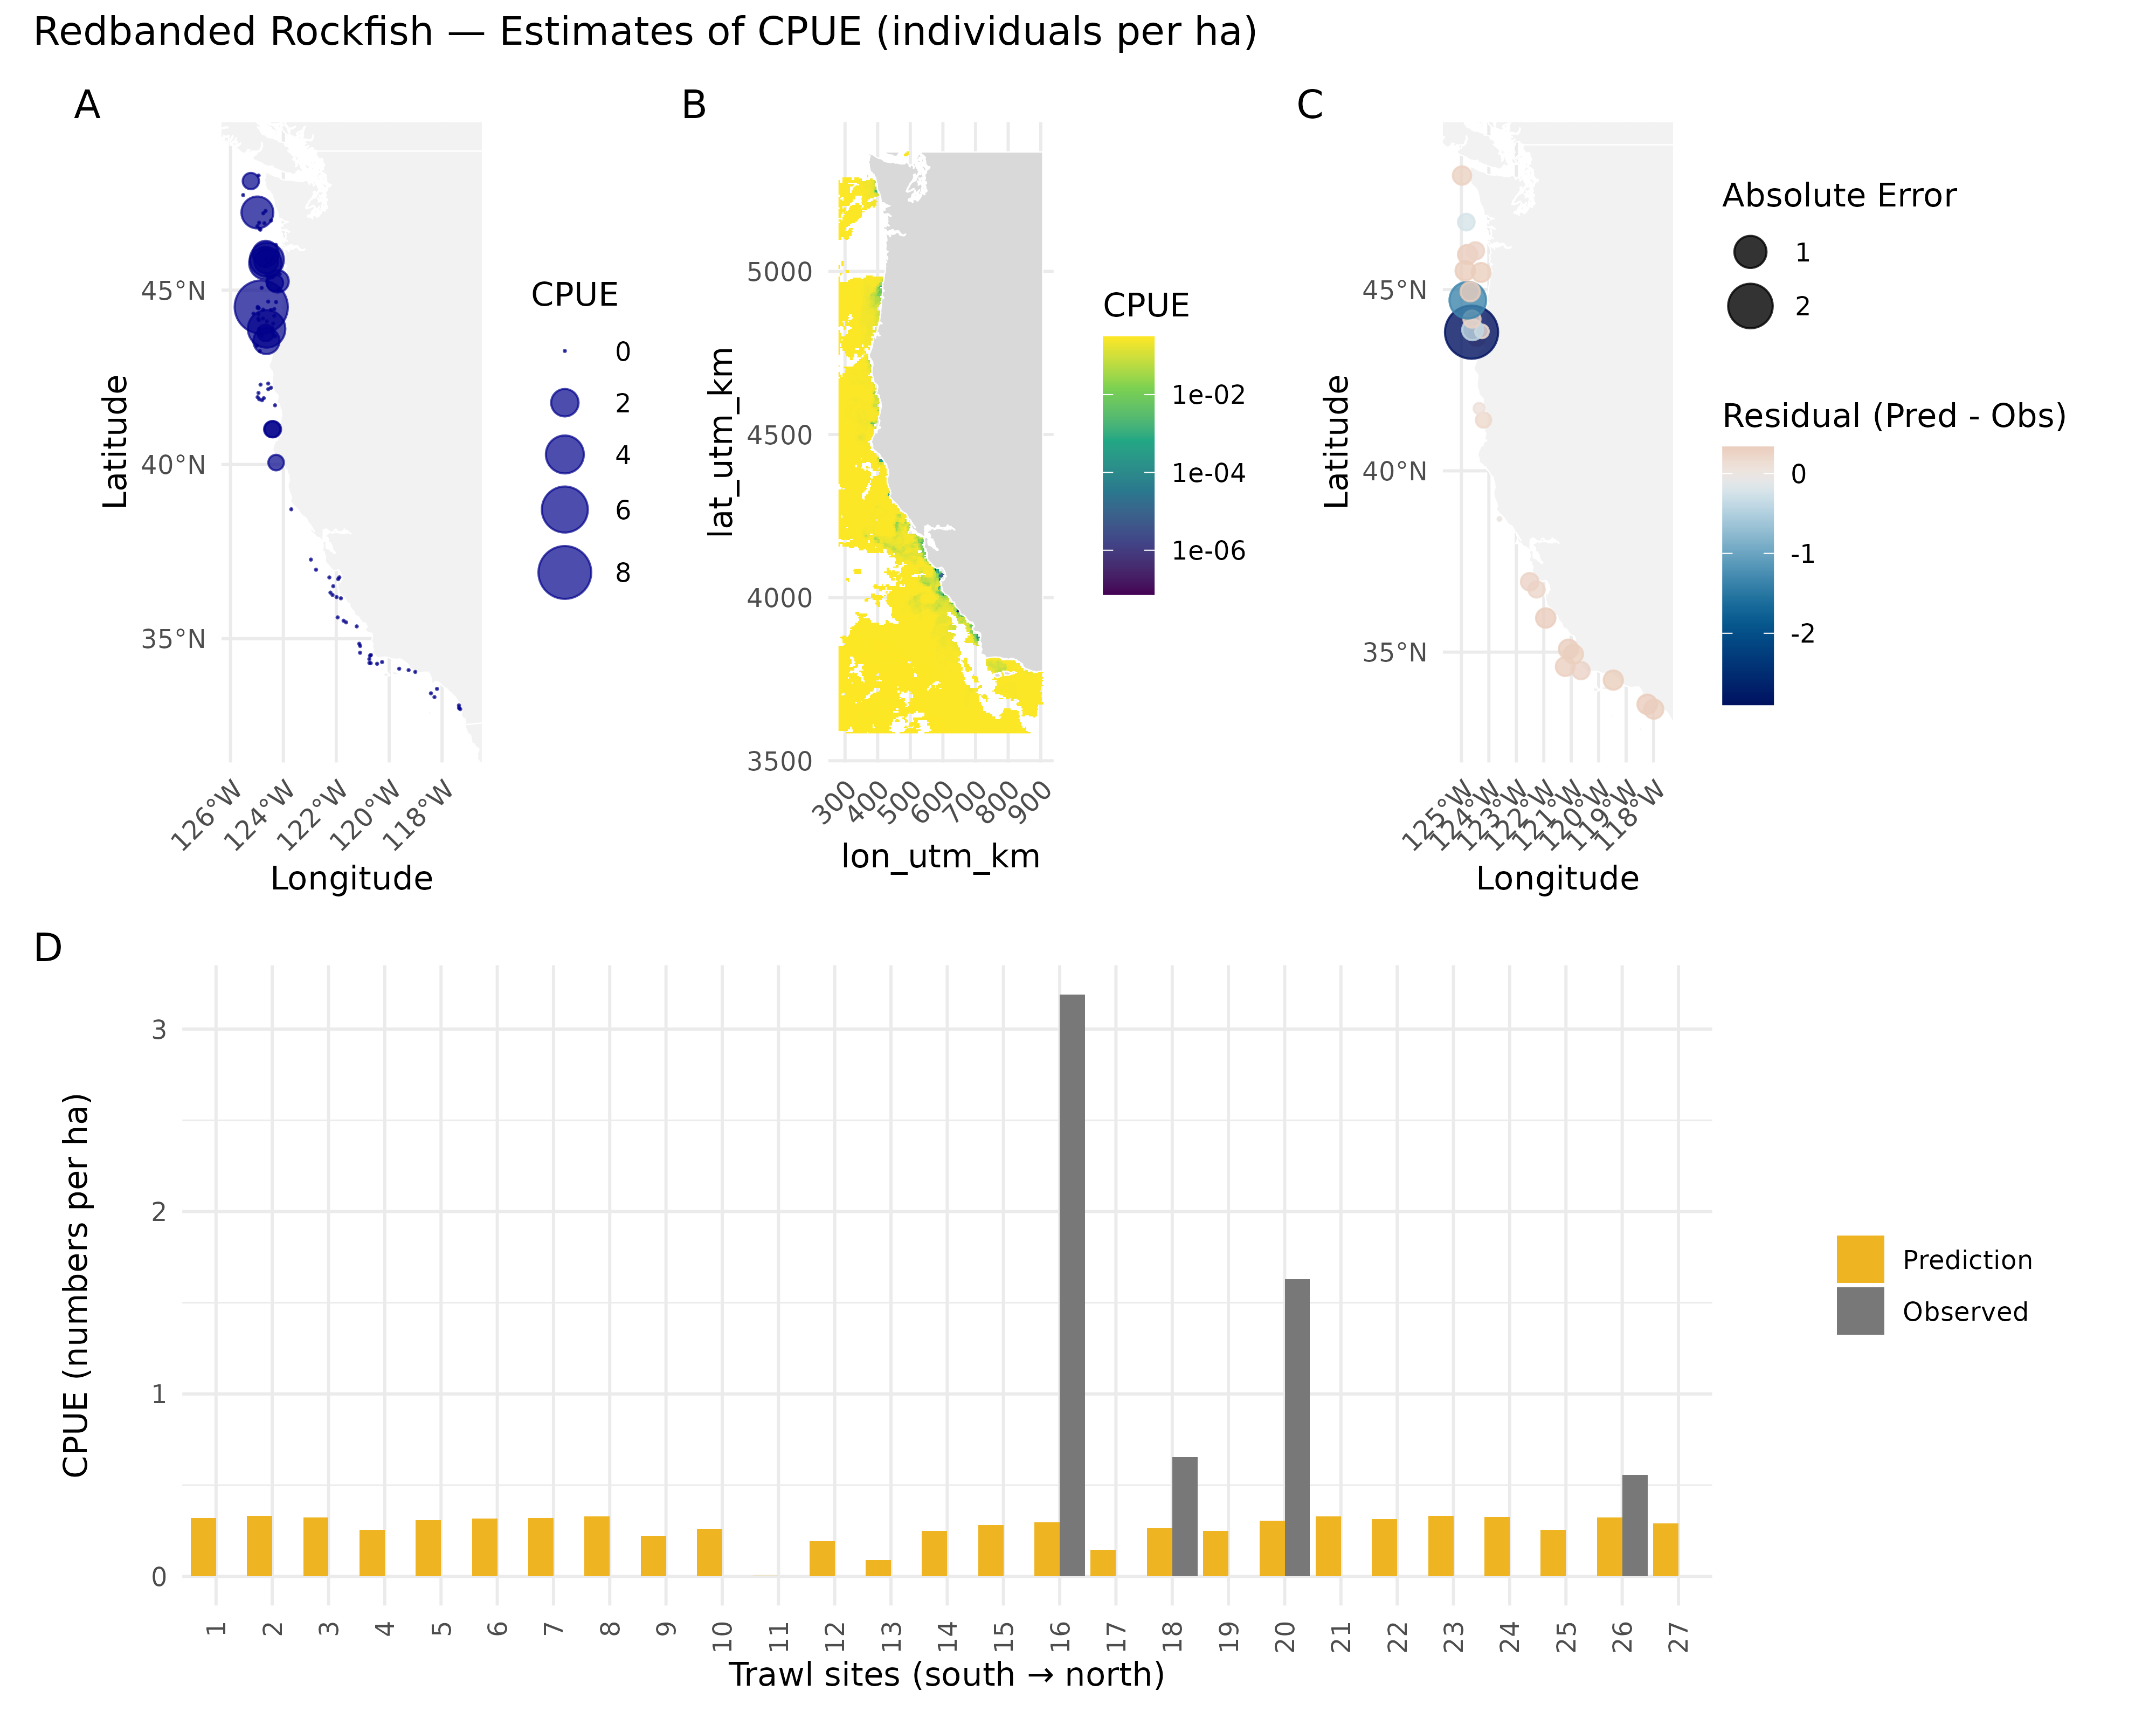 Redbanded Rockfish — Estimates of CPUE (individuals per ha)
A
45°N
40°N
35°N
Latitude
126°W
124°W
122°W
120°W
118°W
Longitude
CPUE
0
2
4
6
8
B
5000
4500
4000
3500
lat_utm_km
300
400
500
600
700
800
900
lon_utm_km
CPUE
1e-02
1e-04
1e-06
C
45°N
40°N
35°N
Latitude
125°W
124°W
123°W
122°W
121°W
120°W
119°W
118°W
Longitude
Absolute Error
1
2
Residual (Pred - Obs)
0
-1
-2
D
3
2
1
0
CPUE (numbers per ha)
1
2
3
4
5
6
7
8
9
10
11
12
13
14
15
16
17
18
19
20
21
22
23
24
25
26
27
Trawl sites (south → north)
Prediction
Observed